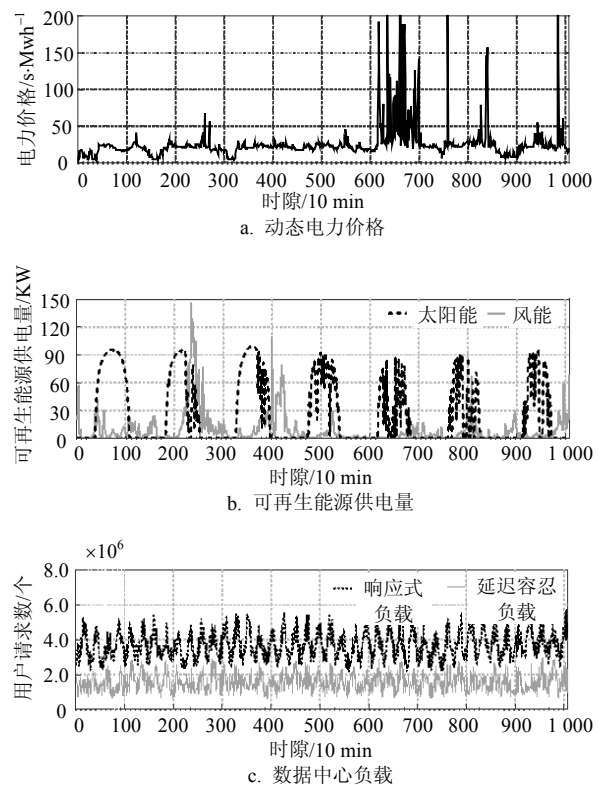 电力价格/s·Mwh⁻¹
200
150
100
50
0
0 100 200 300 400 500 600 700 800 900 1 000
时隙/10 min
a. 动态电力价格
可再生能源供电量/KW
150
120
90
60
30
0
太阳能 风能
0 100 200 300 400 500 600 700 800 900 1 000
时隙/10 min
b. 可再生能源供电量
用户请求数/个
×10⁶
8.0
6.0
4.0
2.0
0
响应式 延迟容忍
负载 负载
0 100 200 300 400 500 600 700 800 900 1 000
时隙/10 min
c. 数据中心负载